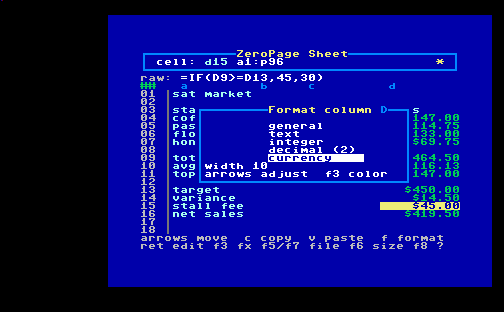 ZeroPage Sheet
cell: d15 a1:p96 *
raw: =IF(D9>=D13,45,30)
## a b c d
01 sat market
02
03 sta s
04 cof 147.00
05 pas 114.75
06 flo 133.00
07 hon $69.75
08
09 tot 464.50
10 avg 116.13
11 top 147.00
12
13 target $450.00
14 variance $14.50
15 stall fee $45.00
16 net sales $419.50
17
18
Format column D
general
text
integer
decimal (2)
currency
width 10
arrows adjust f3 color
arrows move c copy v paste f format
ret edit f3 fx f5/f7 file f6 size f8 ?